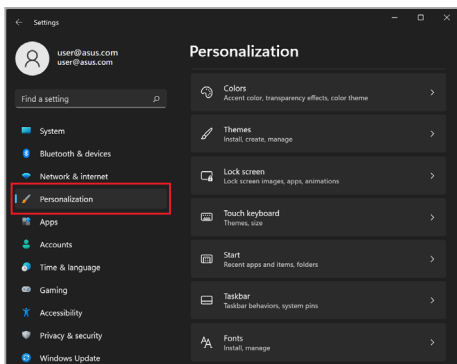 Settings
user@asus.com
user@asus.com
Find a setting
System
Bluetooth & devices
Network & internet
Personalization
Apps
Accounts
Time & language
Gaming
Accessibility
Privacy & security
Windows Update
Personalization
Colors
Accent color, transparency effects, color theme
Themes
Install, create, manage
Lock screen
Lock screen images, apps, animations
Touch keyboard
Themes, size
Start
Recent apps and items, folders
Taskbar
Taskbar behaviors, system pins
Fonts
Install, manage